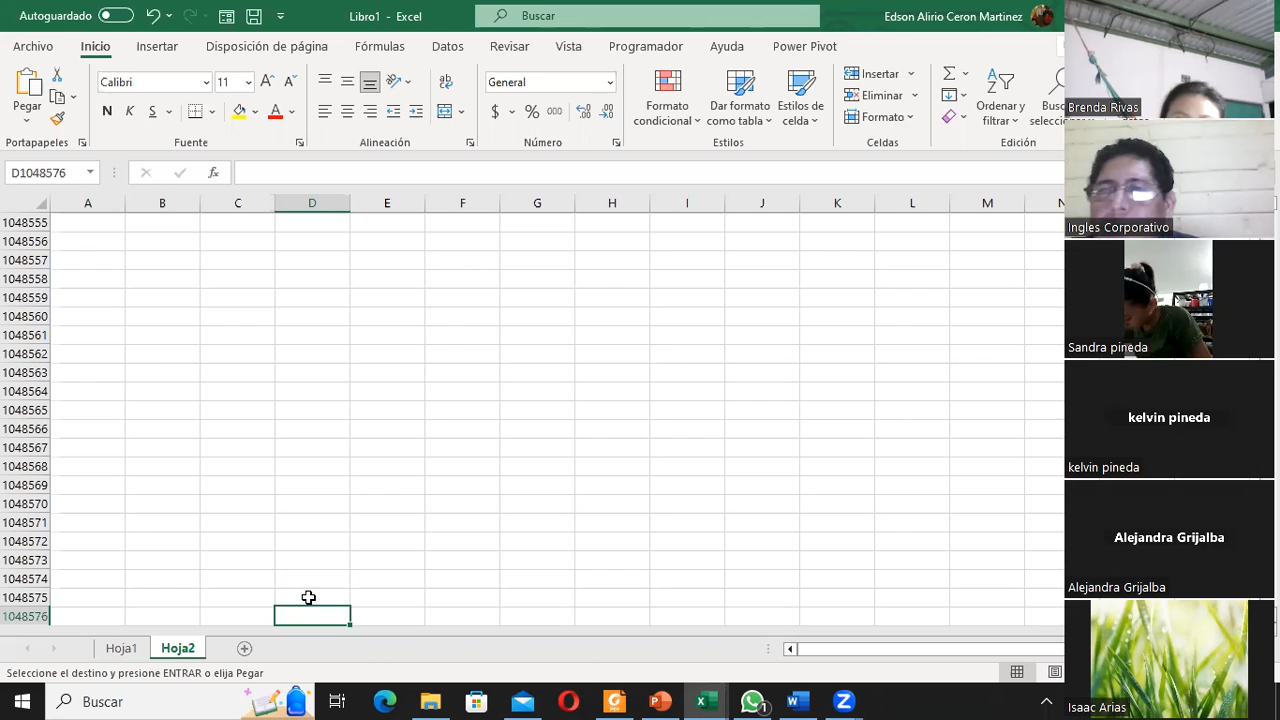 Autoguardado
Libro1 - Excel
Buscar
Edson Alirio Ceron Martinez
Archivo Inicio Insertar Disposición de página Fórmulas Datos Revisar Vista Programador Ayuda Power Pivot
Pegar
Calibri 11
N K S
General
$ % 000
Formato condicional
Dar formato como tabla
Estilos de celda
Insertar
Eliminar
Formato
Ordenar y filtrar
Portapapeles Fuente Alineación Número Estilos Celdas Edición
D1048576
A B C D E F G H I J K L M
1048555
1048556
1048557
1048558
1048559
1048560
1048561
1048562
1048563
1048564
1048565
1048566
1048567
1048568
1048569
1048570
1048571
1048572
1048573
1048574
1048575
1048576
Hoja1 Hoja2
Seleccione el destino y presione ENTRAR o elija Pegar
Buscar
Brenda Rivas
Ingles Corporativo
Sandra pineda
kelvin pineda
kelvin pineda
Alejandra Grijalba
Alejandra Grijalba
Isaac Arias